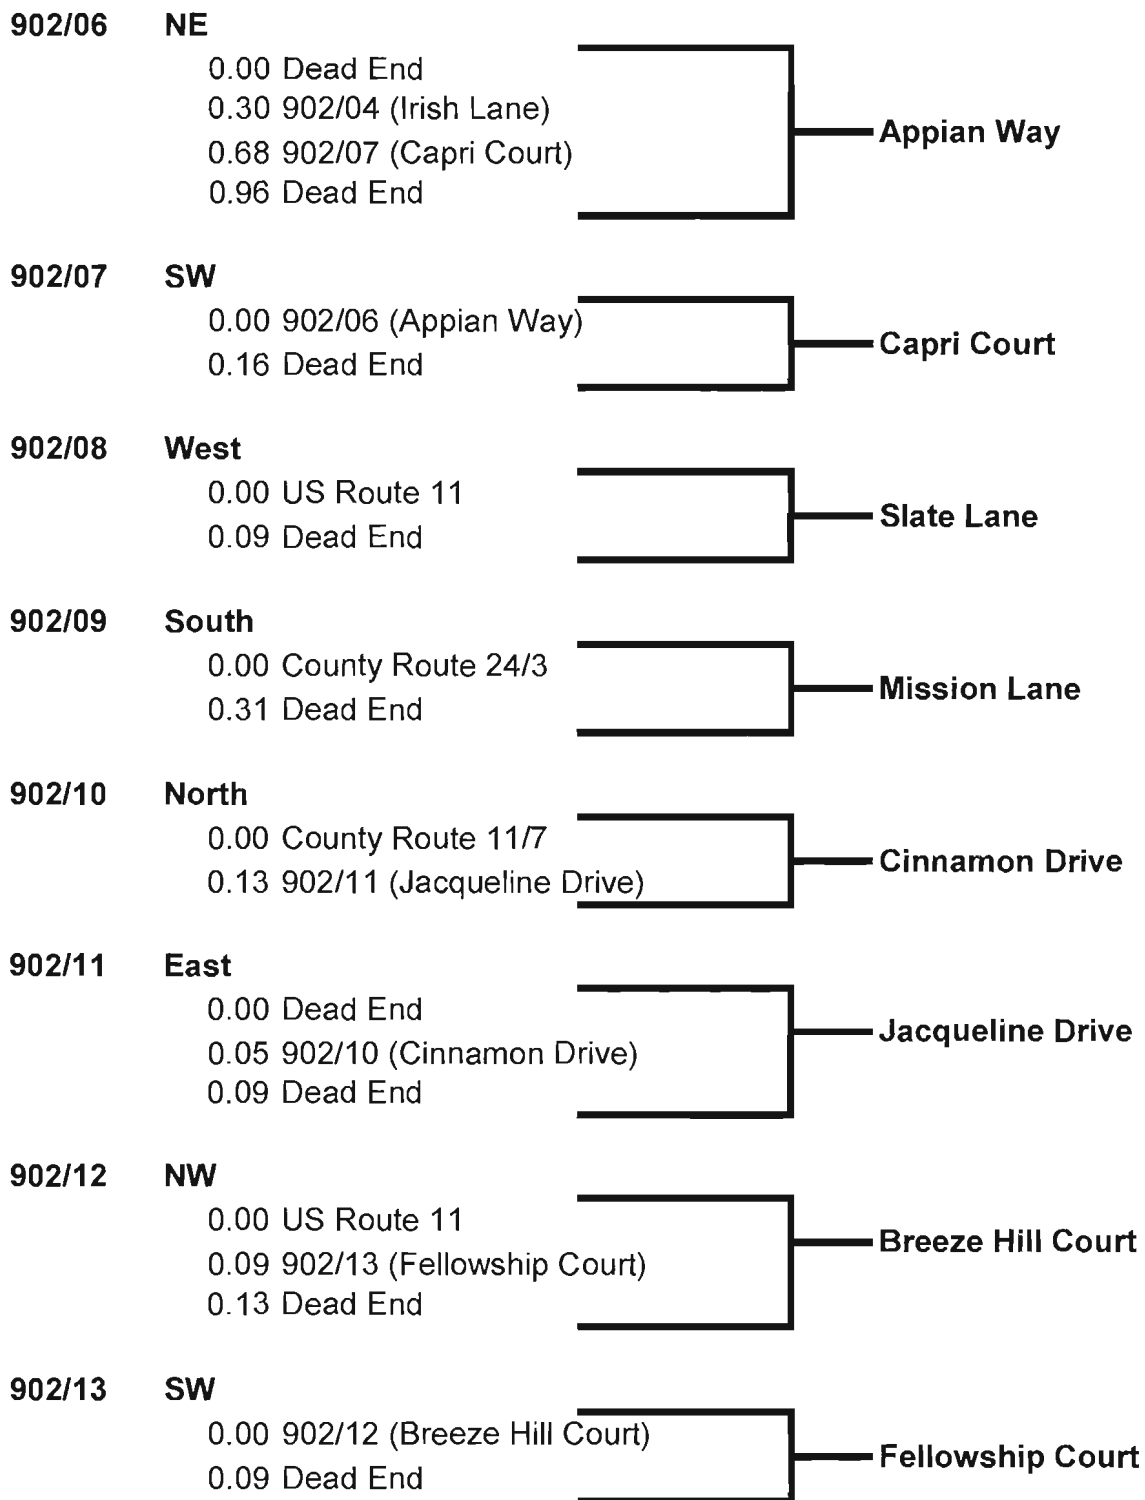 902/06 NE
0.00 Dead End
0.30 902/04 (Irish Lane)
Appian Way
0.68 902/07 (Capri Court)
0.96 Dead End
902/07 SW
0.00 902/06 (Appian Way)
Capri Court
0.16 Dead End
902/08 West
0.00 US Route 11
Slate Lane
0.09 Dead End
902/09 South
0.00 County Route 24/3
Mission Lane
0.31 Dead End
902/10 North
0.00 County Route 11/7
Cinnamon Drive
0.13 902/11 (Jacqueline Drive)
902/11 East
0.00 Dead End
Jacqueline Drive
0.05 902/10 (Cinnamon Drive)
0.09 Dead End
902/12 NW
0.00 US Route 11
Breeze Hill Court
0.09 902/13 (Fellowship Court)
0.13 Dead End
902/13 SW
0.00 902/12 (Breeze Hill Court)
Fellowship Court
0.09 Dead End